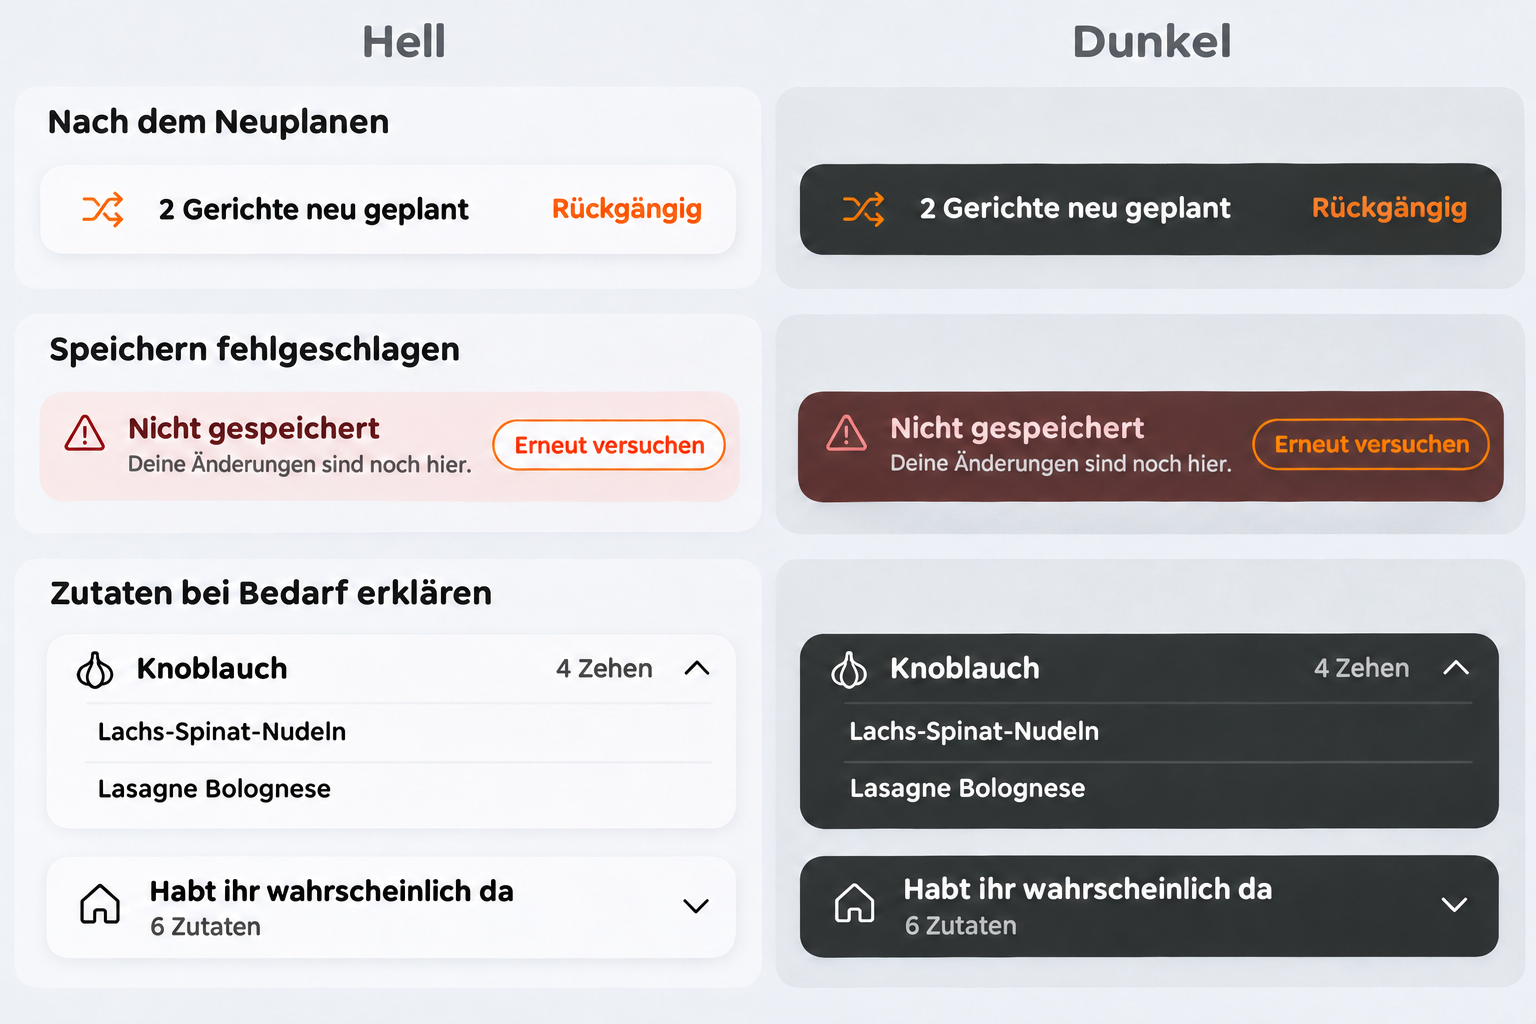 Hell
Dunkel
Nach dem Neuplanen
2 Gerichte neu geplant
Rückgängig
2 Gerichte neu geplant
Rückgängig
Speichern fehlgeschlagen
Nicht gespeichert
Deine Änderungen sind noch hier.
Erneut versuchen
Nicht gespeichert
Deine Änderungen sind noch hier.
Erneut versuchen
Zutaten bei Bedarf erklären
Knoblauch
4 Zehen
Lachs-Spinat-Nudeln
Lasagne Bolognese
Habt ihr wahrscheinlich da
6 Zutaten
Knoblauch
4 Zehen
Lachs-Spinat-Nudeln
Lasagne Bolognese
Habt ihr wahrscheinlich da
6 Zutaten